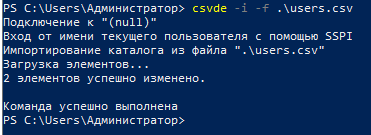 PS C:\Users\Администратор> csvde -i -f .\users.csv
Подключение к "(null)"
Вход от имени текущего пользователя с помощью SSPI
Импортирование каталога из файла ".\users.csv"
Загрузка элементов...
2 элементов успешно изменено.
Команда успешно выполнена
PS C:\Users\Администратор>